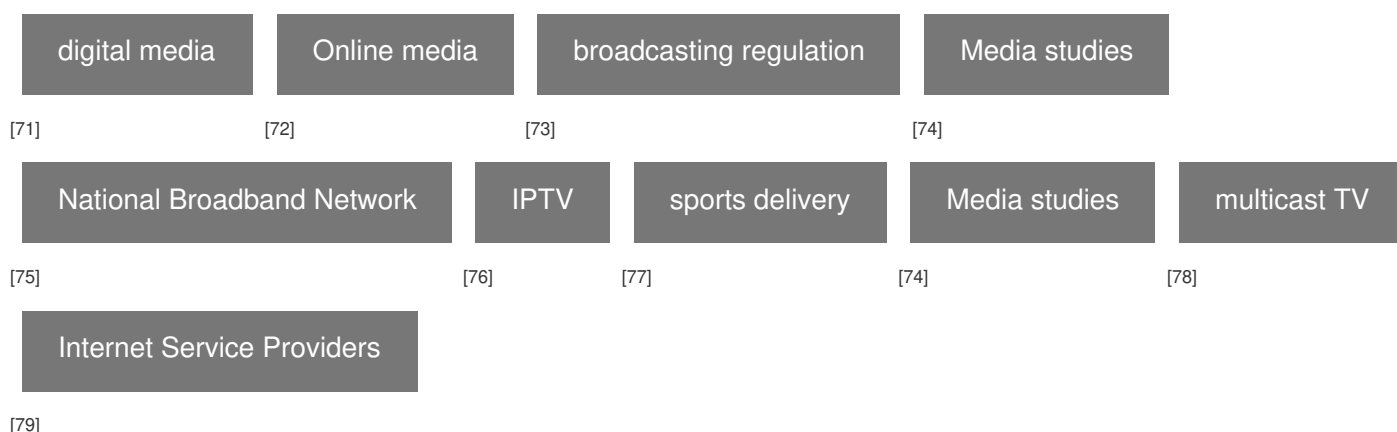 digital media Online media broadcasting regulation Media studies
[71] [72] [73] [74]
National Broadband Network IPTV sports delivery Media studies multicast TV
[75] [76] [77] [74] [78]
Internet Service Providers
[79]